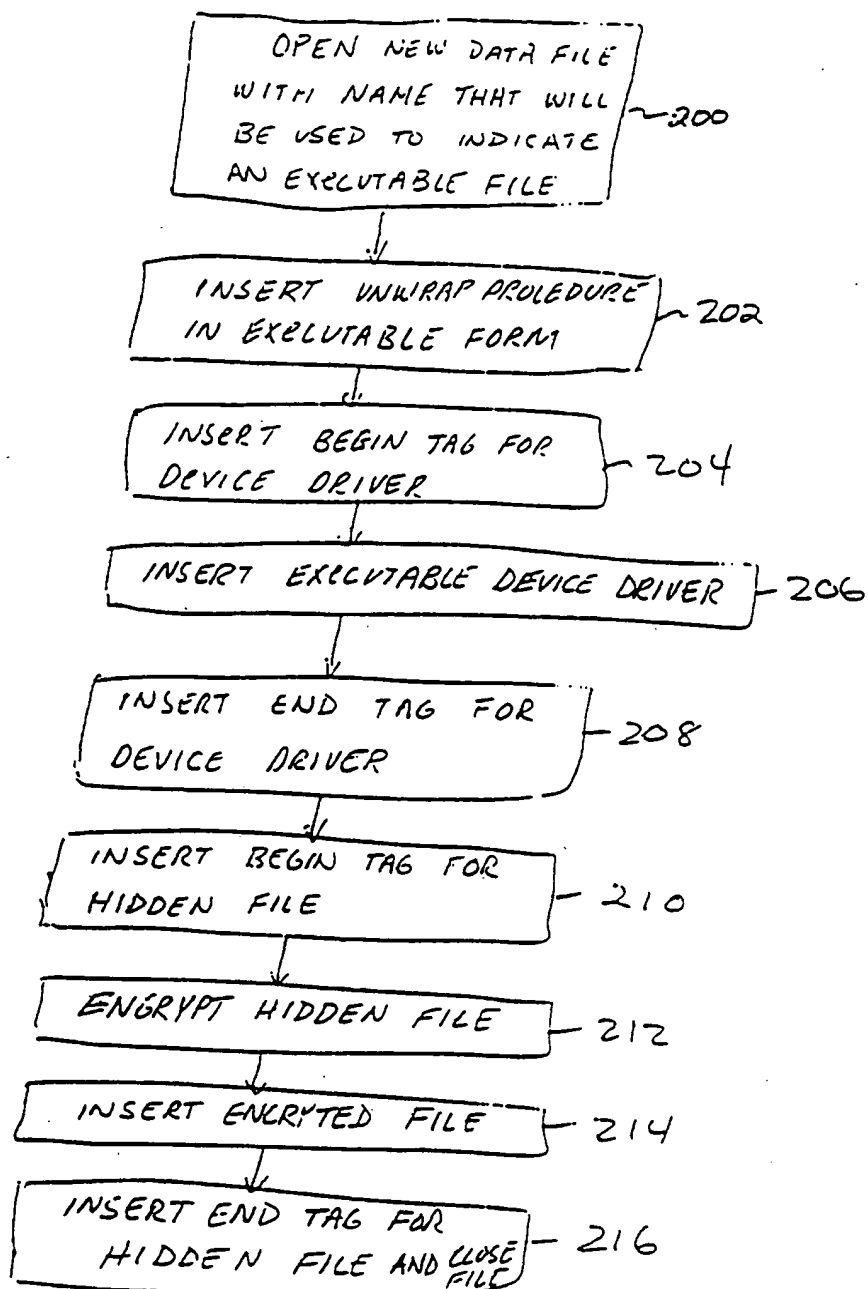 OPEN NEW DATA FILE
WITH NAME THAT WILL
BE USED TO INDICATE
AN EXECUTABLE FILE
200
INSERT UNWRAP PROCEDURE
IN EXECUTABLE FORM
202
INSERT BEGIN TAG FOR
DEVICE DRIVER
204
INSERT EXECUTABLE DEVICE DRIVER
206
INSERT END TAG FOR
DEVICE DRIVER
208
INSERT BEGIN TAG FOR
HIDDEN FILE
210
ENCRYPT HIDDEN FILE
212
INSERT ENCRYTED FILE
214
INSERT END TAG FOR
HIDDEN FILE AND CLOSE
FILE
216